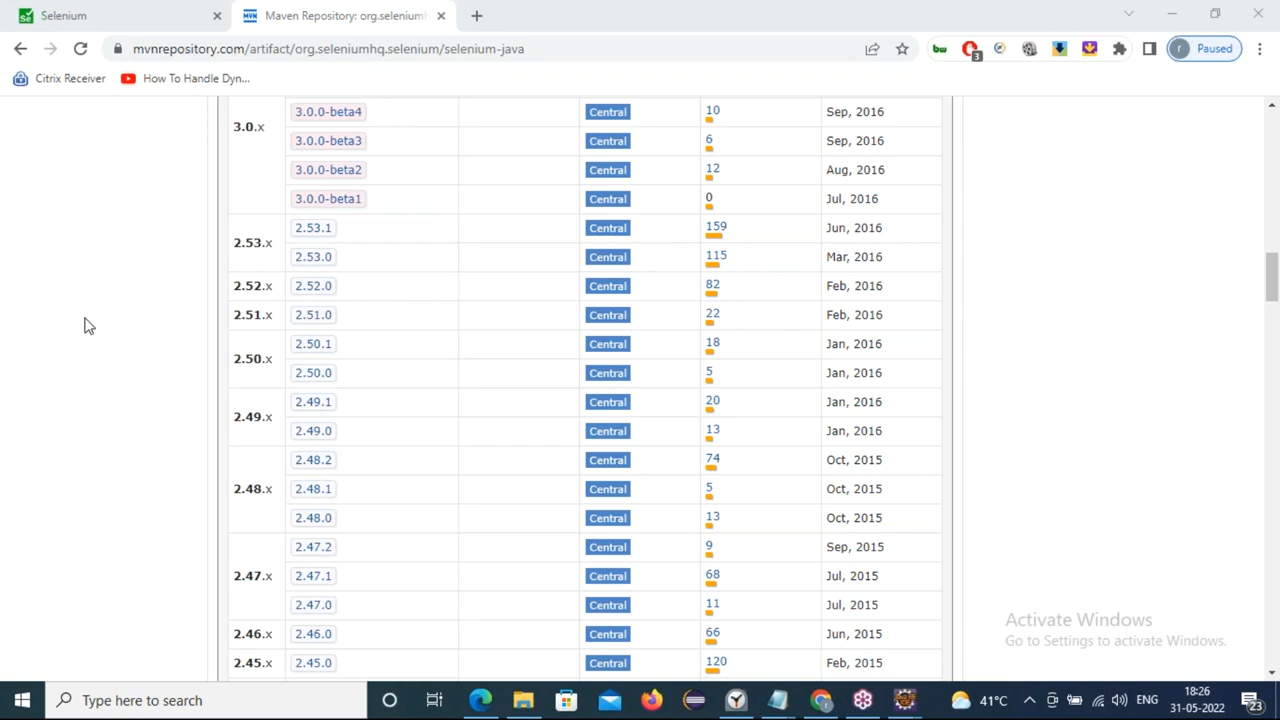 Selenium
MVN Maven Repository: org.seleniumh
mvnrepository.com/artifact/org.seleniumhq.selenium/selenium-java
bw 3 r Paused
Citrix Receiver How To Handle Dyn...
3.0.x
3.0.0-beta4 Central 10 Sep, 2016
3.0.0-beta3 Central 6 Sep, 2016
3.0.0-beta2 Central 12 Aug, 2016
3.0.0-beta1 Central 0 Jul, 2016
2.53.x
2.53.1 Central 159 Jun, 2016
2.53.0 Central 115 Mar, 2016
2.52.x 2.52.0 Central 82 Feb, 2016
2.51.x 2.51.0 Central 22 Feb, 2016
2.50.x
2.50.1 Central 18 Jan, 2016
2.50.0 Central 5 Jan, 2016
2.49.x
2.49.1 Central 20 Jan, 2016
2.49.0 Central 13 Jan, 2016
2.48.x
2.48.2 Central 74 Oct, 2015
2.48.1 Central 5 Oct, 2015
2.48.0 Central 13 Oct, 2015
2.47.x
2.47.2 Central 9 Sep, 2015
2.47.1 Central 68 Jul, 2015
2.47.0 Central 11 Jul, 2015
2.46.x 2.46.0 Central 66 Jun, 2015
2.45.x 2.45.0 Central 120 Feb, 2015
Activate Windows
Go to Settings to activate Windows.
Type here to search
41°C ENG
18:26
31-05-2022
23